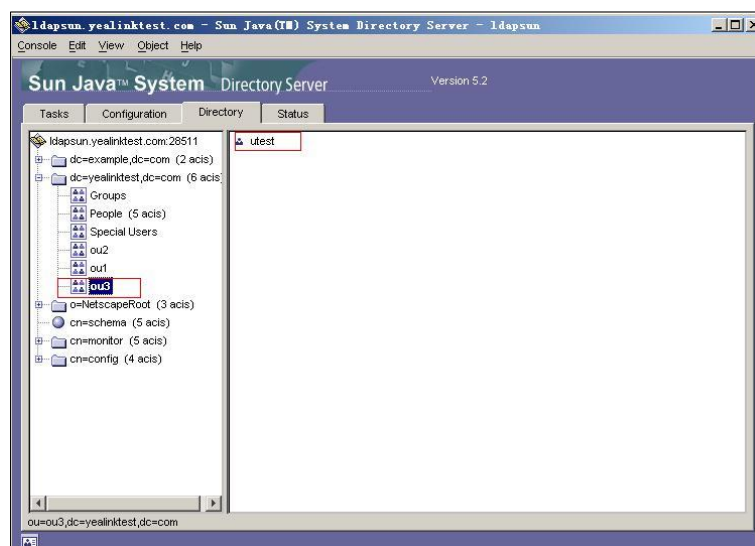 ldapsun.yealinktest.com - Sun Java(TM) System Directory Server - ldapsun
Console Edit View Object Help
Sun Java™ System Directory Server
Version 5.2
Tasks Configuration Directory Status
ldapsun.yealinktest.com:28511
dc=example,dc=com (2 acis)
dc=yealinktest,dc=com (6 acis)
Groups
People (5 acis)
Special Users
ou2
ou1
ou3
o=NetscapeRoot (3 acis)
cn=schema (5 acis)
cn=monitor (5 acis)
cn=config (4 acis)
utest
ou=ou3,dc=yealinktest,dc=com